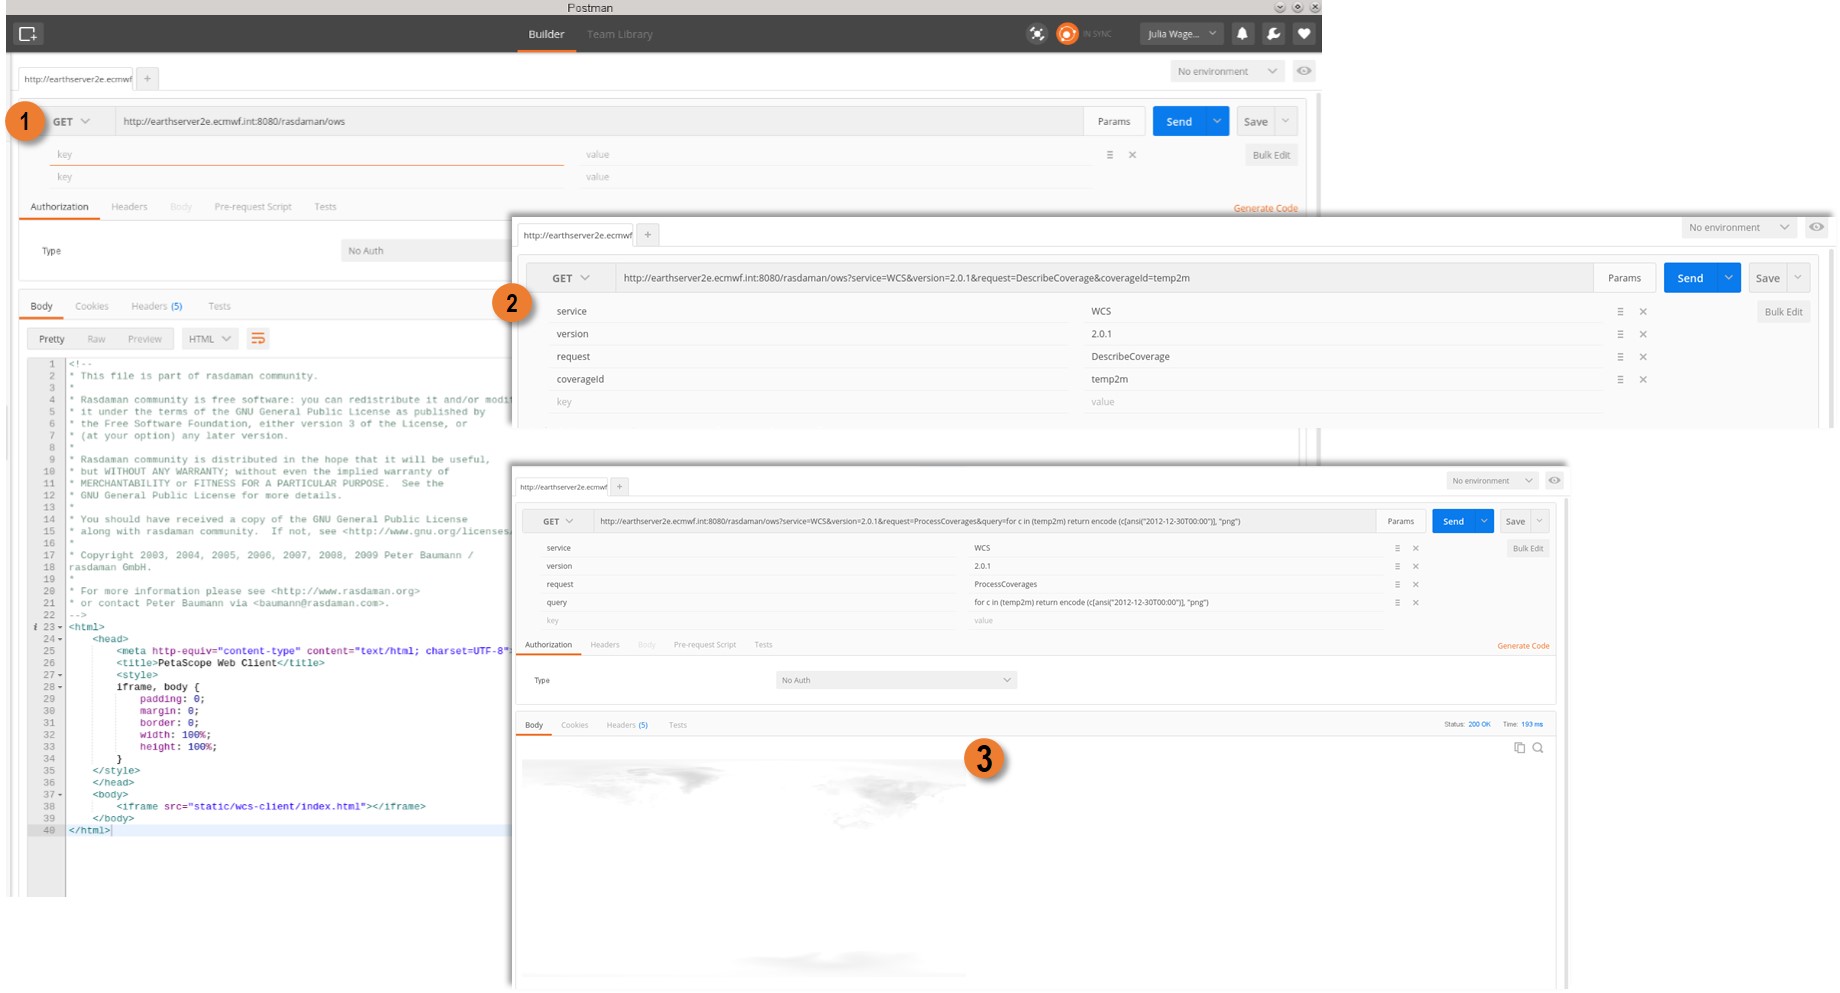 Postman
Builder
Team Library
IN SYNC
Julia Wage...
http://earthserver2e.ecmwf
+
No environment
1
GET
http://earthserver2e.ecmwf.int:8080/rasdaman/ows
Params
Send
Save
key
value
Bulk Edit
key
value
Authorization
Headers
Body
Pre-request Script
Tests
Generate Code
Type
No Auth
Body
Cookies
Headers (5)
Tests
Pretty
Raw
Preview
HTML
1 <!--
2 * This file is part of rasdaman community.
3 *
4 * Rasdaman community is free software: you can redistribute it and/or modif
5 * it under the terms of the GNU General Public License as published by
6 * the Free Software Foundation, either version 3 of the License, or
7 * (at your option) any later version.
8 *
9 * Rasdaman community is distributed in the hope that it will be useful,
10 * but WITHOUT ANY WARRANTY; without even the implied warranty of
11 * MERCHANTABILITY or FITNESS FOR A PARTICULAR PURPOSE. See the
12 * GNU General Public License for more details.
13 *
14 * You should have received a copy of the GNU General Public License
15 * along with rasdaman community. If not, see <http://www.gnu.org/licenses/
16 *
17 * Copyright 2003, 2004, 2005, 2006, 2007, 2008, 2009 Peter Baumann /
18 rasdaman GmbH.
19 *
20 * For more information please see <http://www.rasdaman.org>
21 * or contact Peter Baumann via <baumann@rasdaman.com>.
22 -->
i 23 <html>
24 <head>
25 <meta http-equiv="content-type" content="text/html; charset=UTF-8"
26 <title>PetaScope Web Client</title>
27 <style>
28 iframe, body {
29 padding: 0;
30 margin: 0;
31 border: 0;
32 width: 100%;
33 height: 100%;
34 }
35 </style>
36 </head>
37 <body>
38 <iframe src="static/wcs-client/index.html"></iframe>
39 </body>
40 </html>
http://earthserver2e.ecmwf
+
No environment
GET
http://earthserver2e.ecmwf.int:8080/rasdaman/ows?service=WCS&version=2.0.1&request=DescribeCoverage&coverageId=temp2m
Params
Send
Save
2
service
WCS
Bulk Edit
version
2.0.1
request
DescribeCoverage
coverageId
temp2m
key
value
http://earthserver2e.ecmwf
+
No environment
GET
http://earthserver2e.ecmwf.int:8080/rasdaman/ows?service=WCS&version=2.0.1&request=ProcessCoverages&query=for c in (temp2m) return encode (c[ansi("2012-12-30T00:00")], "png")
Params
Send
Save
service
WCS
Bulk Edit
version
2.0.1
request
ProcessCoverages
query
for c in (temp2m) return encode (c[ansi("2012-12-30T00:00")], "png")
key
value
Authorization
Headers
Body
Pre-request Script
Tests
Generate Code
Type
No Auth
Body
Cookies
Headers (5)
Tests
Status: 200 OK
Time: 193 ms
3